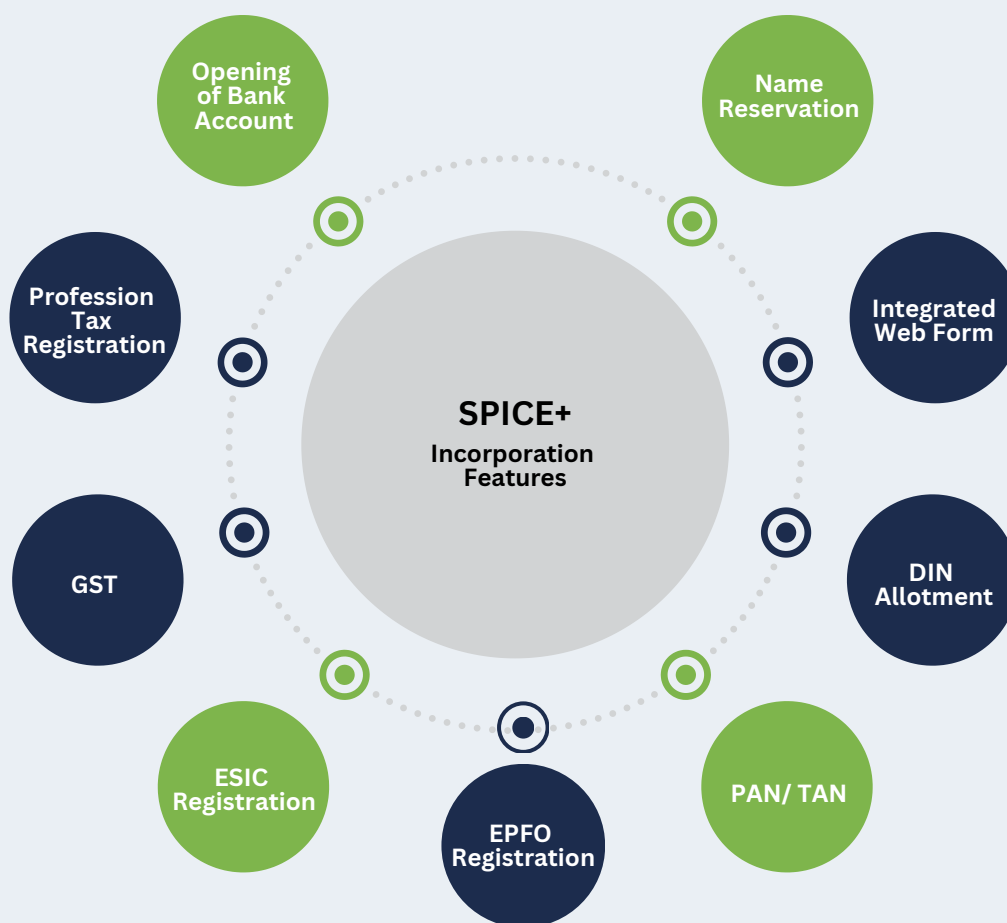 Opening
of Bank
Account
Name
Reservation
Profession
Tax
Registration
Integrated
Web Form
SPICE+
Incorporation
Features
GST
DIN
Allotment
ESIC
Registration
PAN/ TAN
EPFO
Registration